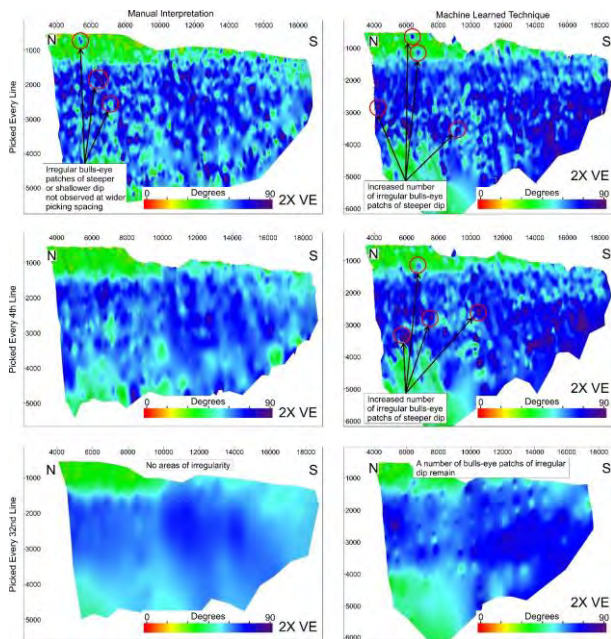 Manual Interpretation
Machine Learned Technique
4000 6000 8000 10000 12000 14000 16000 18000
N
S
1000
2000
3000
4000
5000
Picked Every Line
Irregular bulls-eye
patches of steeper
or shallower dip
not observed at wider
picking spacing
0 Degrees 90
2X VE
4000 6000 8000 10000 12000 14000 16000 18000
N
S
1000
2000
3000
4000
5000
6000
Increased number
of irregular bulls-eye
patchs of steeper dip
0 Degrees 90
2X VE
4000 6000 8000 10000 12000 14000 16000 18000
N
S
1000
2000
3000
4000
5000
Picked Every 4th Line
0 Degrees 90
2X VE
4000 6000 8000 10000 12000 14000 16000 18000
N
S
1000
2000
3000
4000
5000
6000
Increased number
of irregular bulls-eye
patchs of steeper dip
0 Degrees 90
2X VE
4000 6000 8000 10000 12000 14000 16000 18000
N
No areas of irregularity
S
1000
2000
3000
4000
5000
Picked Every 32nd Line
0 Degrees 90
2X VE
4000 6000 8000 10000 12000 14000 16000 18000
N
A number of bulls-eye patchs of irregular
dip remain
S
1000
2000
3000
4000
5000
6000
0 Degrees 90
2X VE